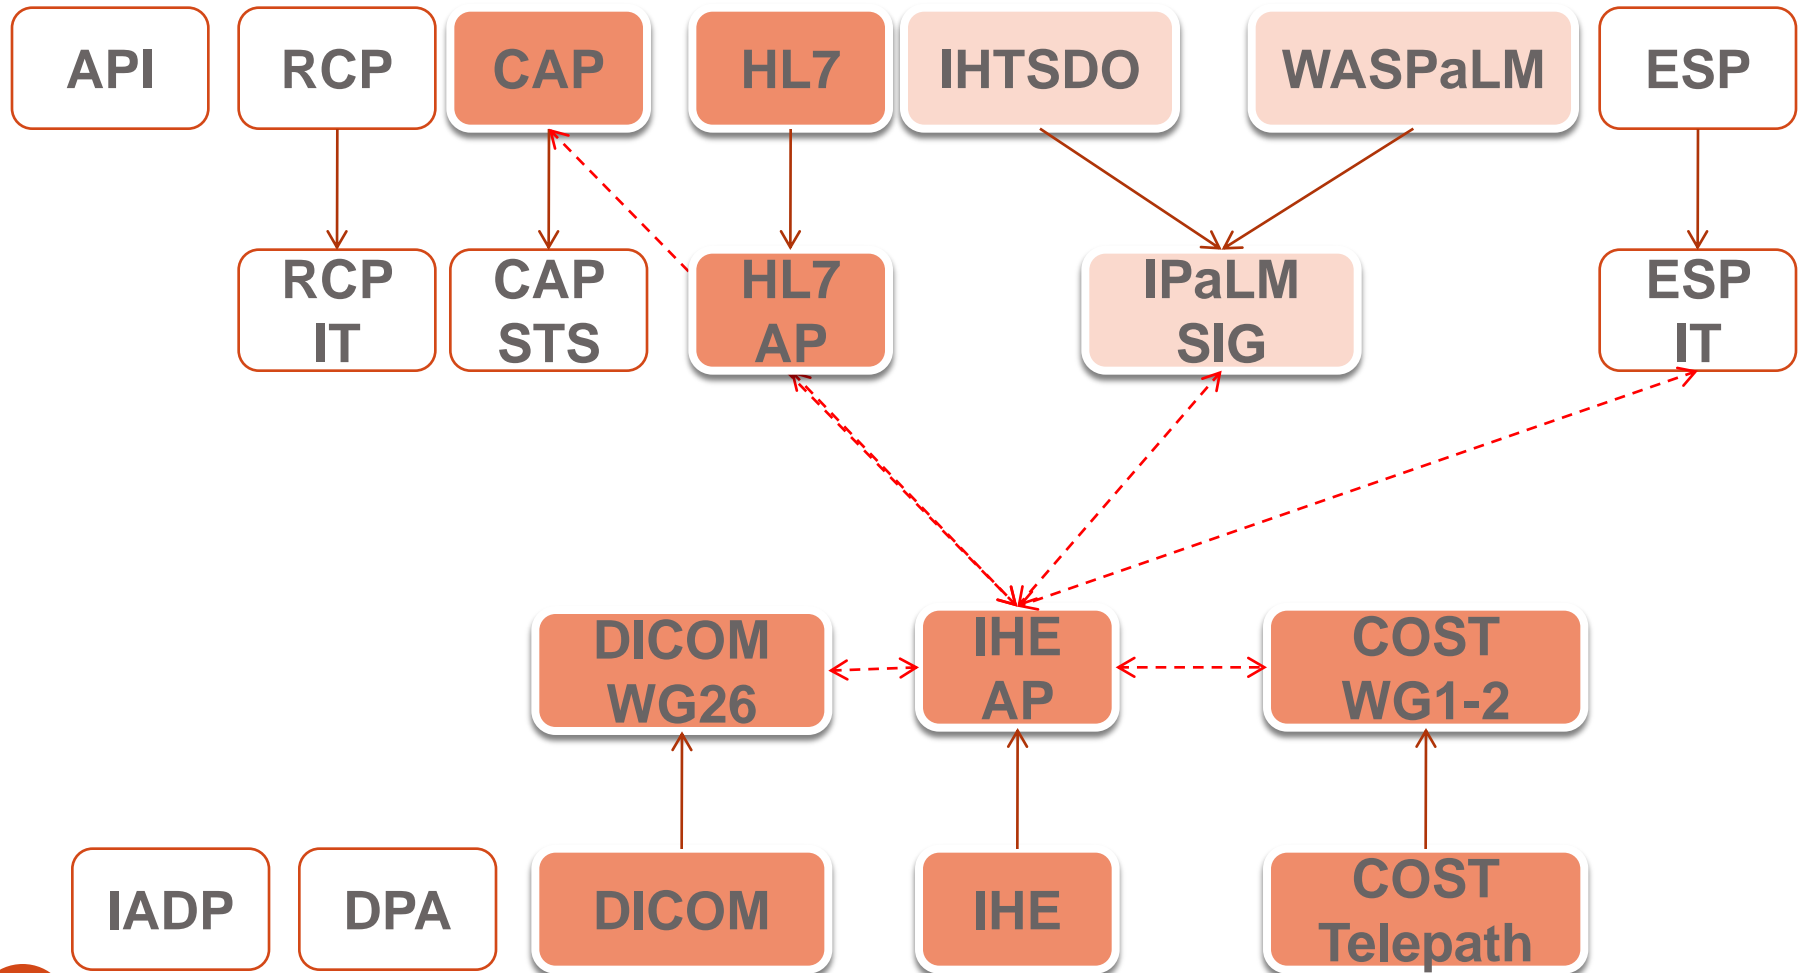 API
RCP
CAP
HL7
IHTSDO
WASPaLM
ESP
RCP
IT
CAP
STS
HL7
AP
IPaLM
SIG
ESP
IT
DICOM
WG26
IHE
AP
COST
WG1-2
IADP
DPA
DICOM
IHE
COST
Telepath